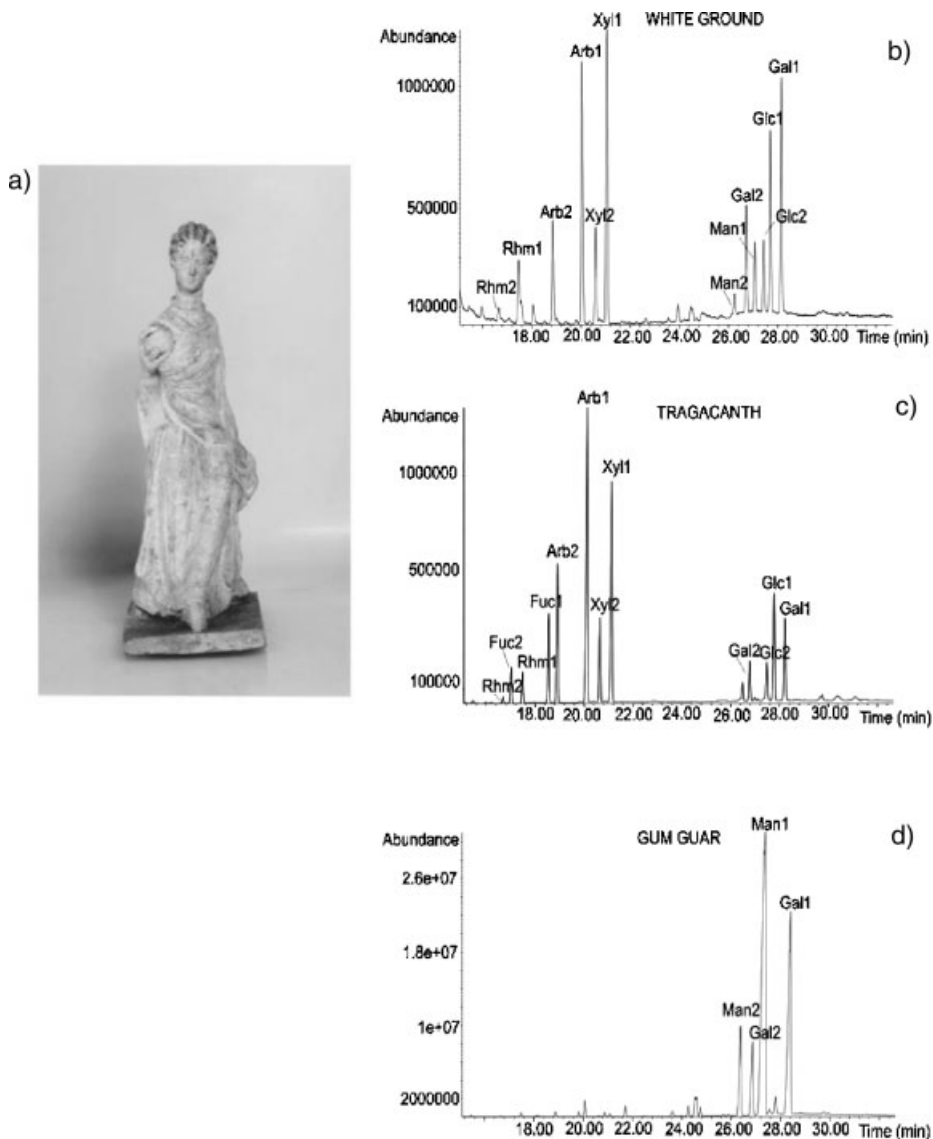 a)
WHITE GROUND
b)
Abundance
1000000
500000
100000
Rhm2
Rhm1
Arb2
Arb1
Xyl2
Xyl1
Man2
Man1
Gal2
Glc2
Glc1
Gal1
18.00 20.00 22.00 24.00 26.00 28.00 30.00 Time (min)
TRAGACANTH
c)
Abundance
1000000
500000
100000
Rhm2
Fuc2
Rhm1
Fuc1
Arb2
Arb1
Xyl2
Xyl1
Gal2
Glc2
Glc1
Gal1
18.00 20.00 22.00 24.00 26.00 28.00 30.00 Time (min)
GUM GUAR
d)
Abundance
2.6e+07
1.8e+07
1e+07
2000000
Man2
Gal2
Man1
Gal1
18.00 20.00 22.00 24.00 26.00 28.00 30.00 Time (min)